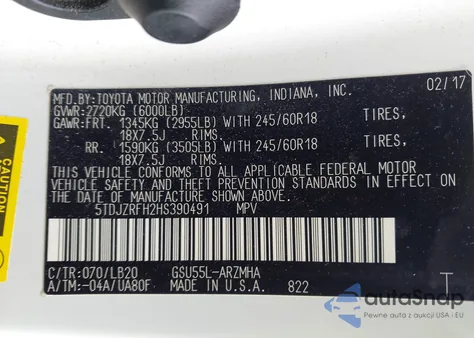 MFD.BY:TOYOTA MOTOR MANUFACTURING, INDIANA, INC. 02/17
GVWR:2720KG (6000LB)
GAWR:FRT. 1345KG (2955LB) WITH 245/60R18 TIRES,
18X7.5J RIMS.
RR. 1590KG (3505LB) WITH 245/60R18 TIRES,
18X7.5J RIMS.
THIS VEHICLE CONFORMS TO ALL APPLICABLE FEDERAL MOTOR
VEHICLE SAFETY AND THEFT PREVENTION STANDARDS IN EFFECT ON
THE DATE OF MANUFACTURE SHOWN ABOVE.
5TDJZRFH2HS390491 MPV
C/TR:070/LB20 GSU55L-ARZMHA
A/TM:-04A/UA80F MADE IN U.S.A. 822 T
CAUTION
autoSnap
Pewne auta z USA i EU